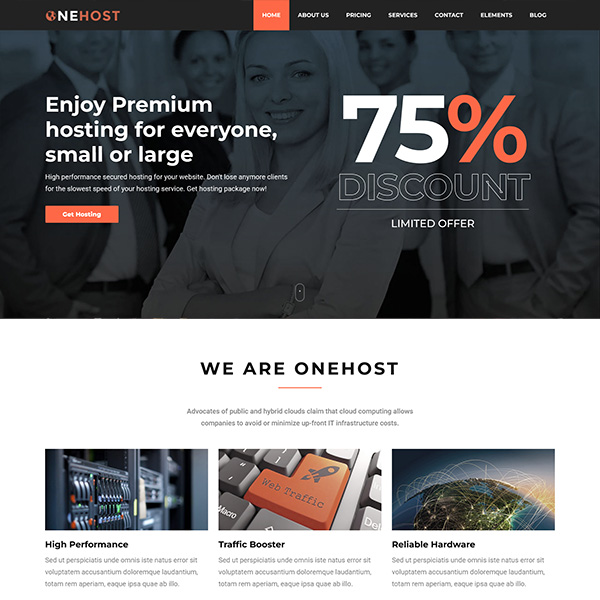 ONEHOST
HOME ABOUT US PRICING SERVICES CONTACT ELEMENTS BLOG
Enjoy Premium
hosting for everyone,
small or large
High performance secured hosting for your website. Don't lose anymore clients
for the slowest speed of your hosting service. Get hosting package now!
Get Hosting
75%
DISCOUNT
LIMITED OFFER
WE ARE ONEHOST
Advocates of public and hybrid clouds claim that cloud computing allows
companies to avoid or minimize up-front IT infrastructure costs.
Web Traffic
Macro
Del
High Performance
Sed ut perspiciatis unde omnis iste natus error sit
voluptatem accusantium doloremque laudantium,
totam rem aperiam, eaque ipsa quae ab illo.
Traffic Booster
Sed ut perspiciatis unde omnis iste natus error sit
voluptatem accusantium doloremque laudantium,
totam rem aperiam, eaque ipsa quae ab illo.
Reliable Hardware
Sed ut perspiciatis unde omnis iste natus error sit
voluptatem accusantium doloremque laudantium,
totam rem aperiam, eaque ipsa quae ab illo.